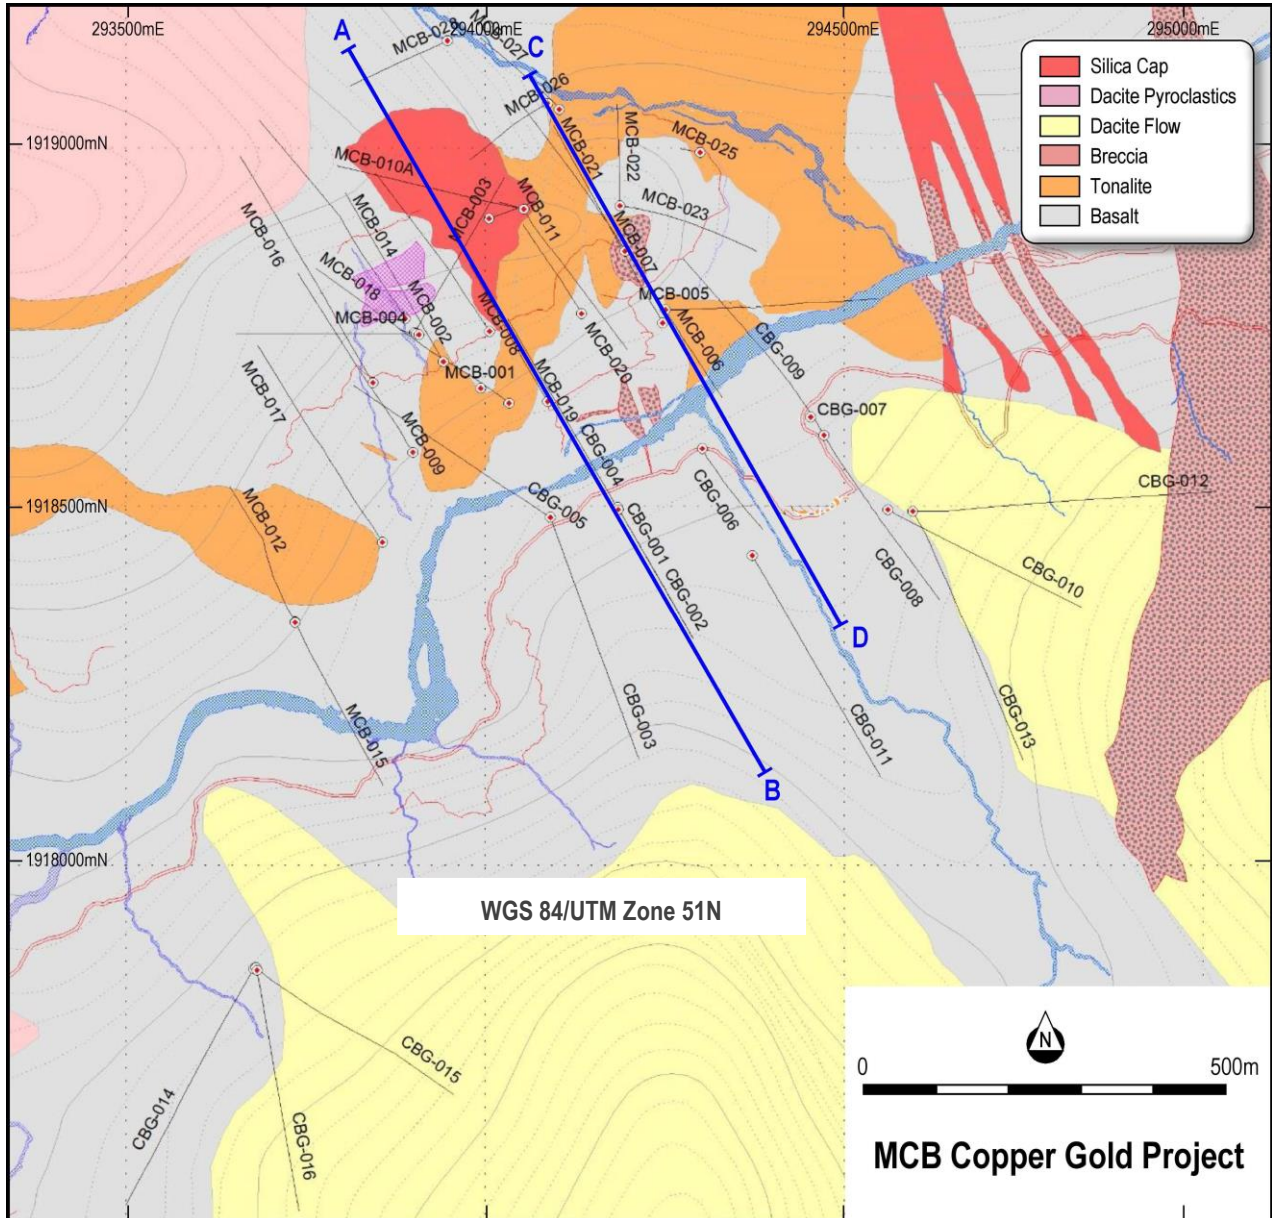 293500mE
294000mE
294500mE
295000mE
A
MCB-028
MCB-027
C
Silica Cap
Dacite Pyroclastics
Dacite Flow
Breccia
Tonalite
Basalt
MCB-026
1919000mN
MCB-021
MCB-022
MCB-025
MCB-010A
MCB-003
MCB-011
MCB-023
MCB-016
MCB-014
MCB-007
MCB-018
MCB-002
MCB-005
MCB-004
MCB-008
MCB-006
MCB-020
CBG-009
MCB-001
MCB-019
MCB-017
CBG-007
MCB-009
CBG-004
CBG-012
1918500mN
MCB-012
CBG-005
CBG-006
CBG-001
CBG-002
CBG-008
CBG-010
D
CBG-003
MCB-015
CBG-011
CBG-013
B
1918000mN
WGS 84/UTM Zone 51N
CBG-015
CBG-014
CBG-016
N
0
500m
MCB Copper Gold Project